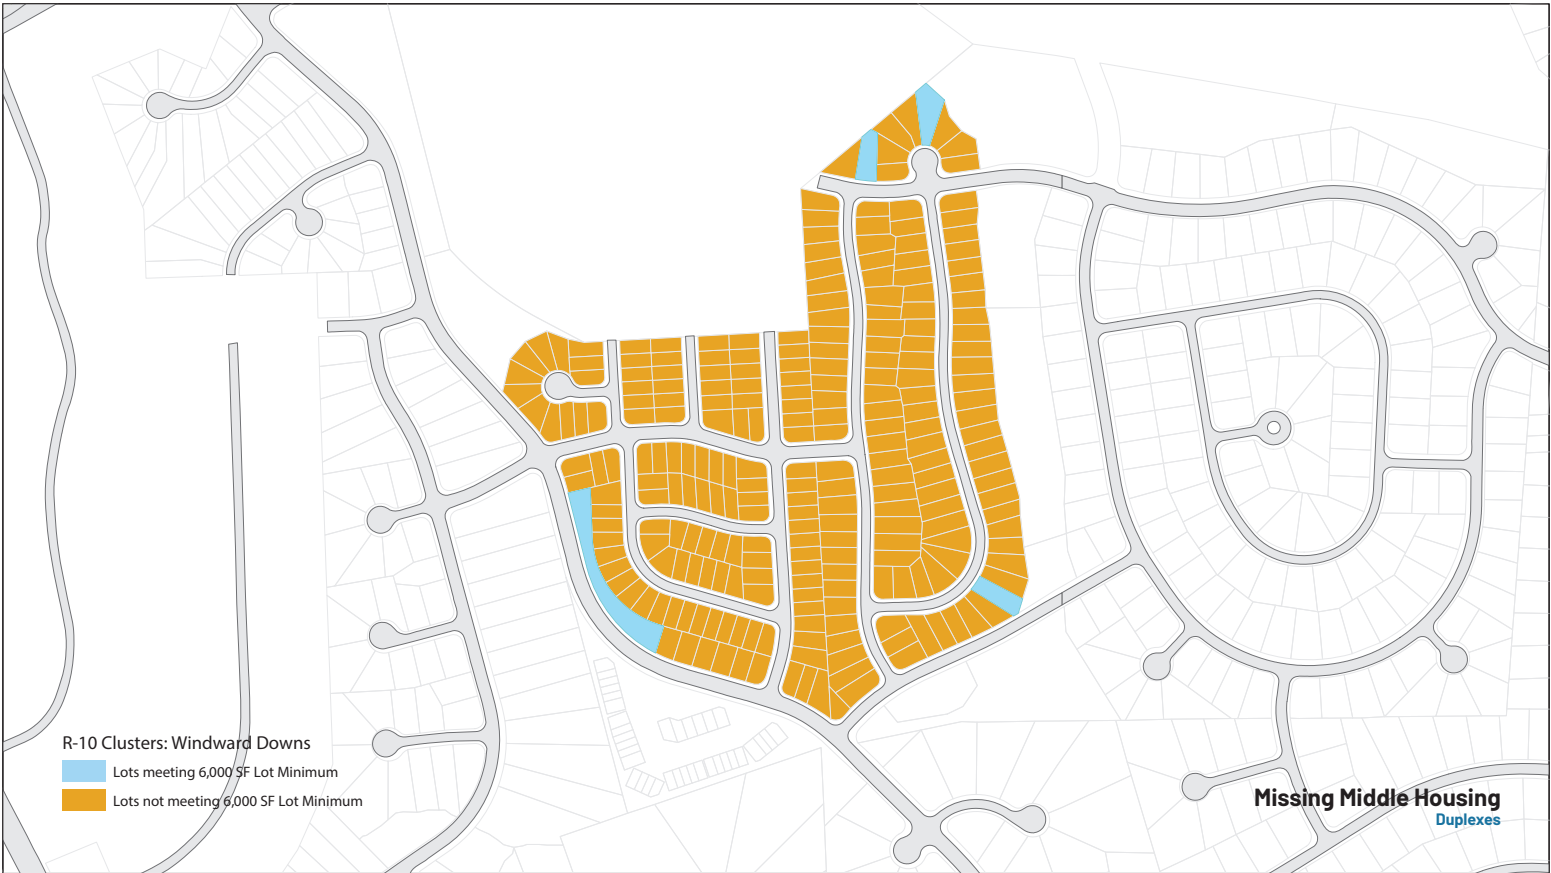 R-10 Clusters: Windward Downs
Lots meeting 6,000 SF Lot Minimum
Lots not meeting 6,000 SF Lot Minimum
Missing Middle Housing
Duplexes